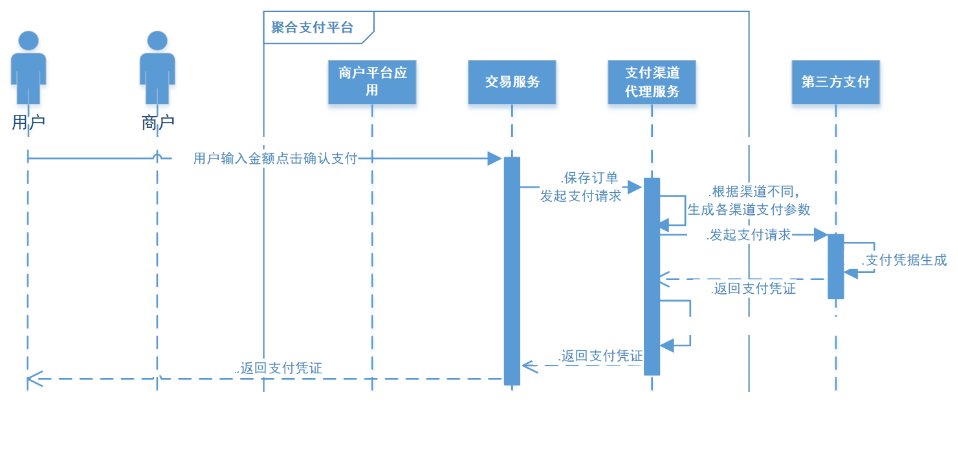 聚合支付平台
用户
商户
商户平台应
用
交易服务
支付渠道
代理服务
第三方支付
用户输入金额点击确认支付
.保存订单
发起支付请求
.根据渠道不同，
生成各渠道支付参数
.发起支付请求
.支付凭据生成
.返回支付凭证
.返回支付凭证
.返回支付凭证